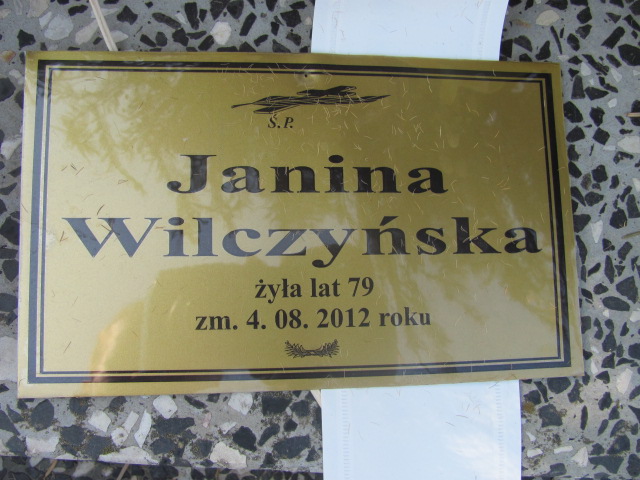 Ś.P.
Janina
Wilczyńska
żyła lat 79
zm. 4. 08. 2012 roku